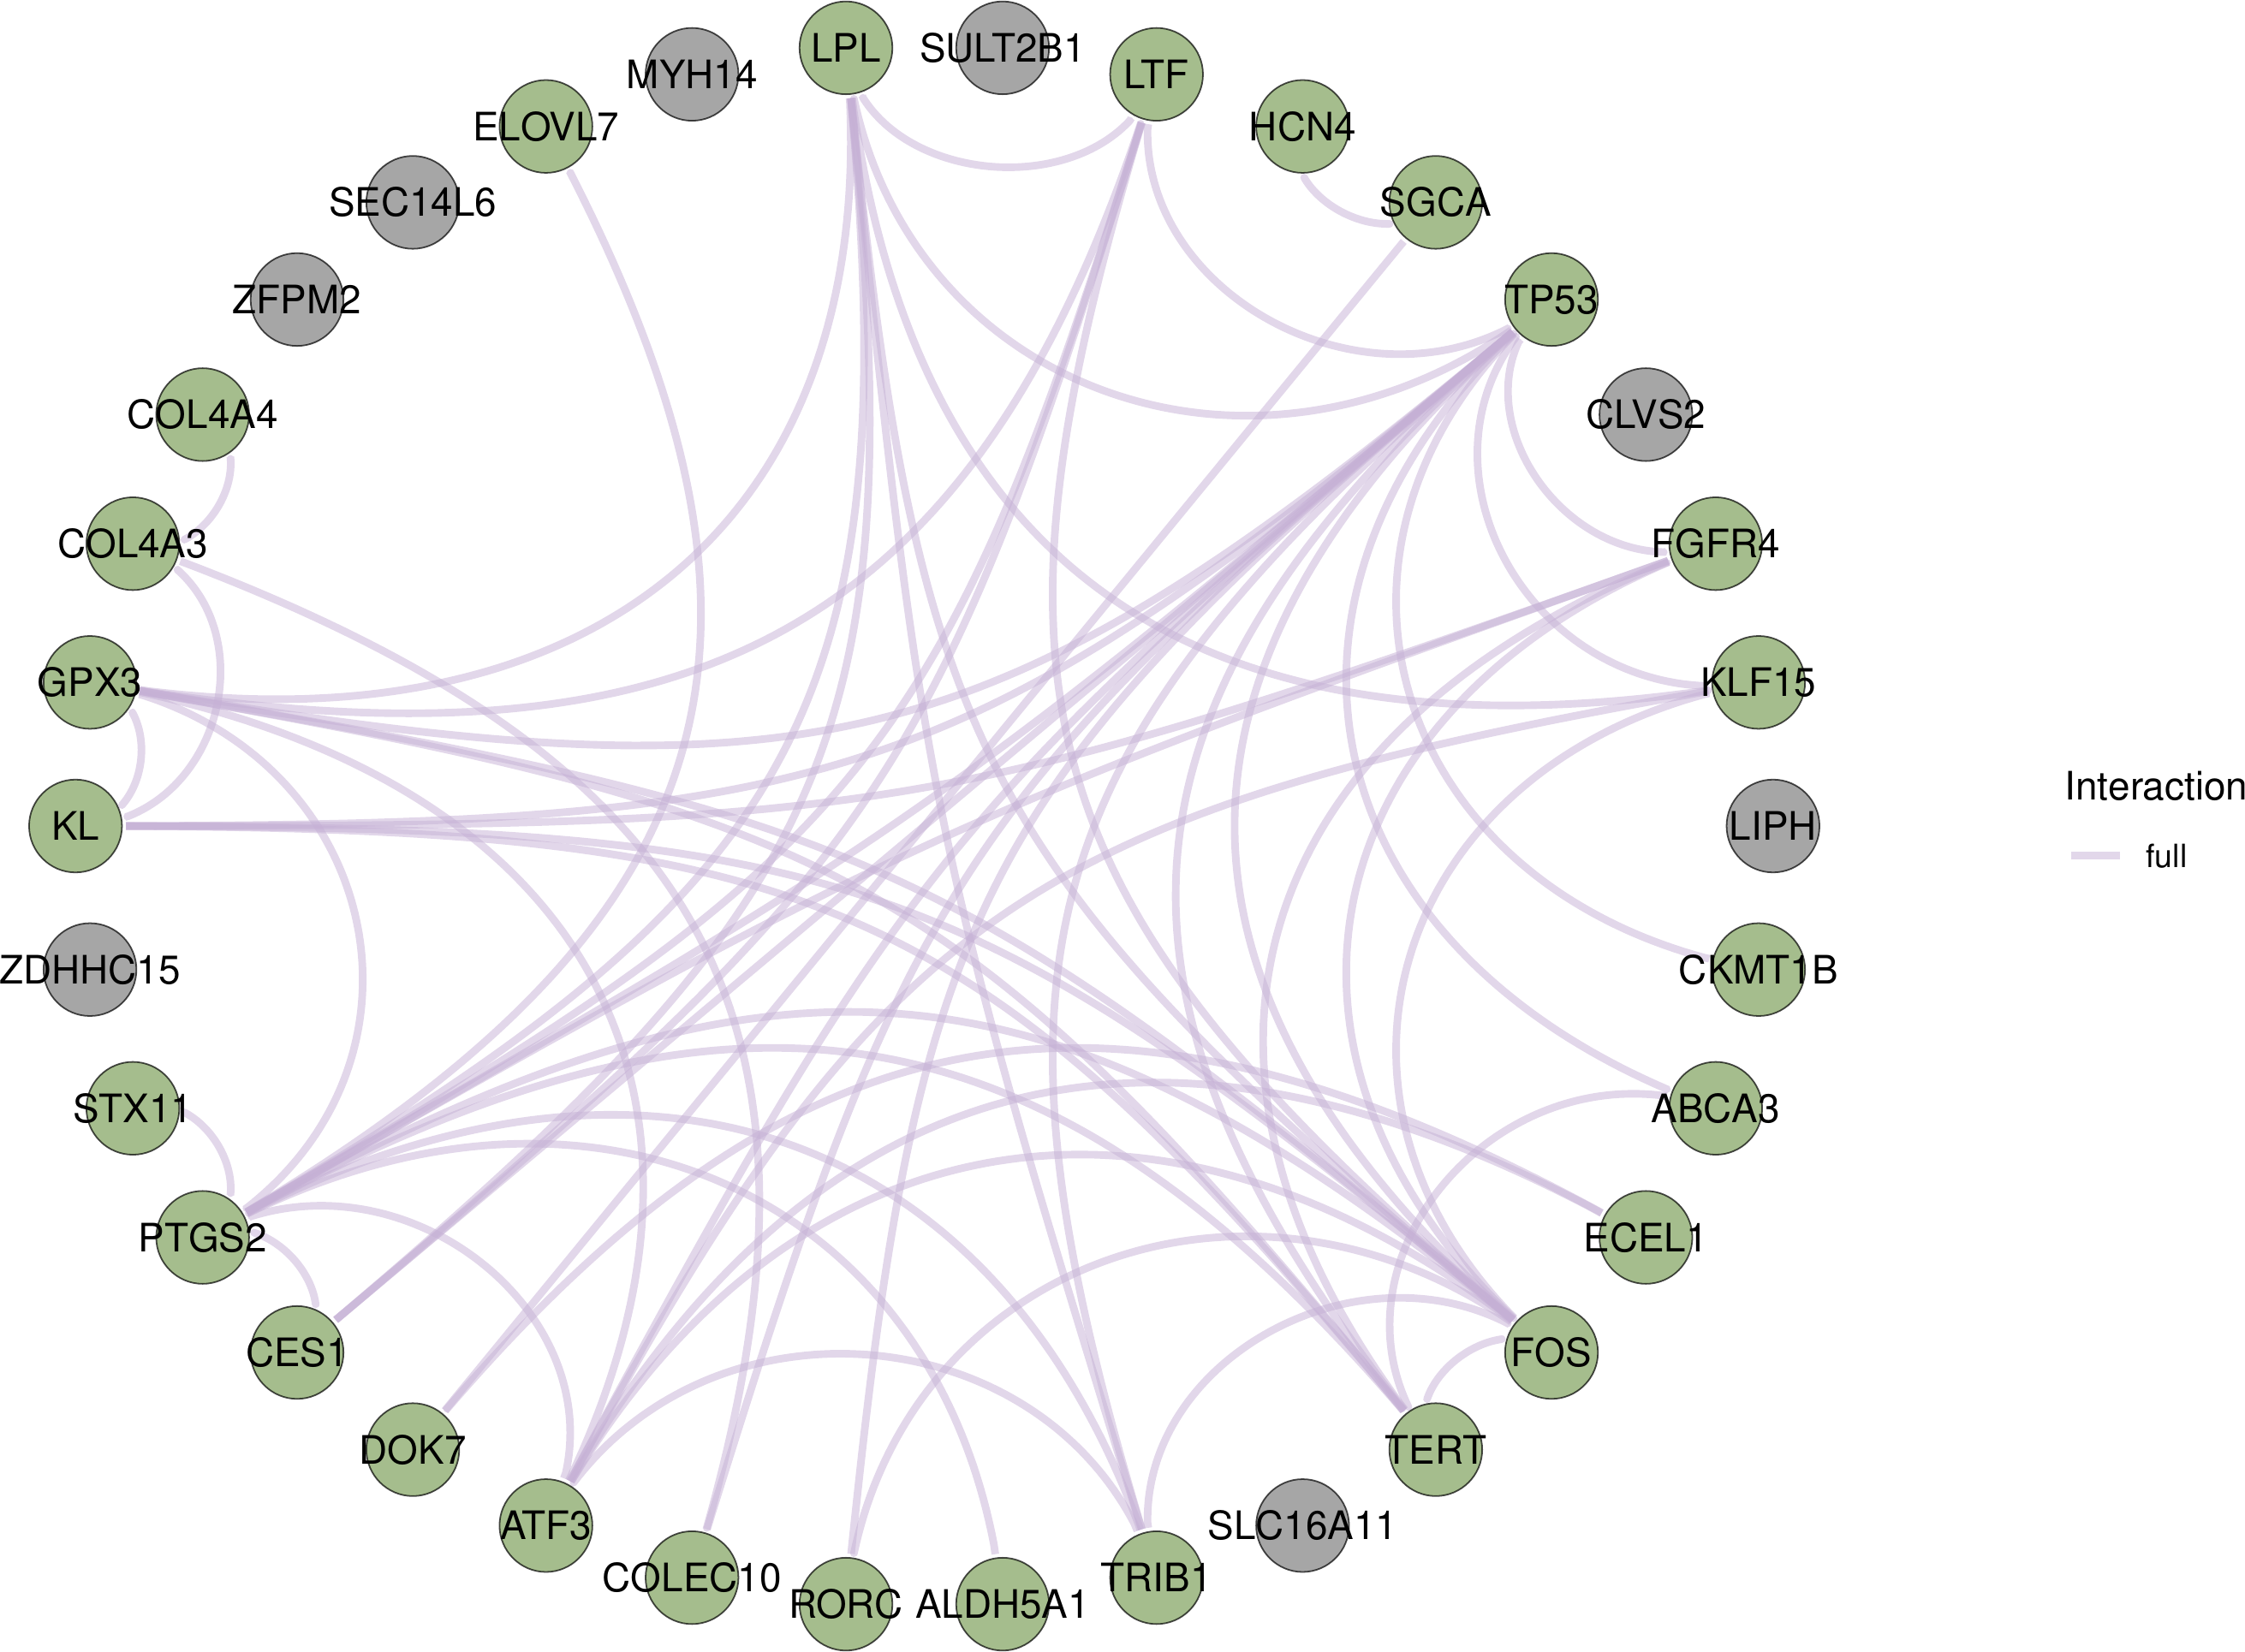 LPL
SULT2B1
MYH14
LTF
ELOVL7
HCN4
SEC14L6
SGCA
ZFPM2
TP53
COL4A4
CLVS2
COL4A3
FGFR4
GPX3
KLF15
Interaction
KL
LIPH
full
ZDHHC15
CKMT1B
STX11
ABCA3
PTGS2
ECEL1
CES1
FOS
DOK7
TERT
ATF3
SLC16A11
COLEC10
TRIB1
RORC
ALDH5A1